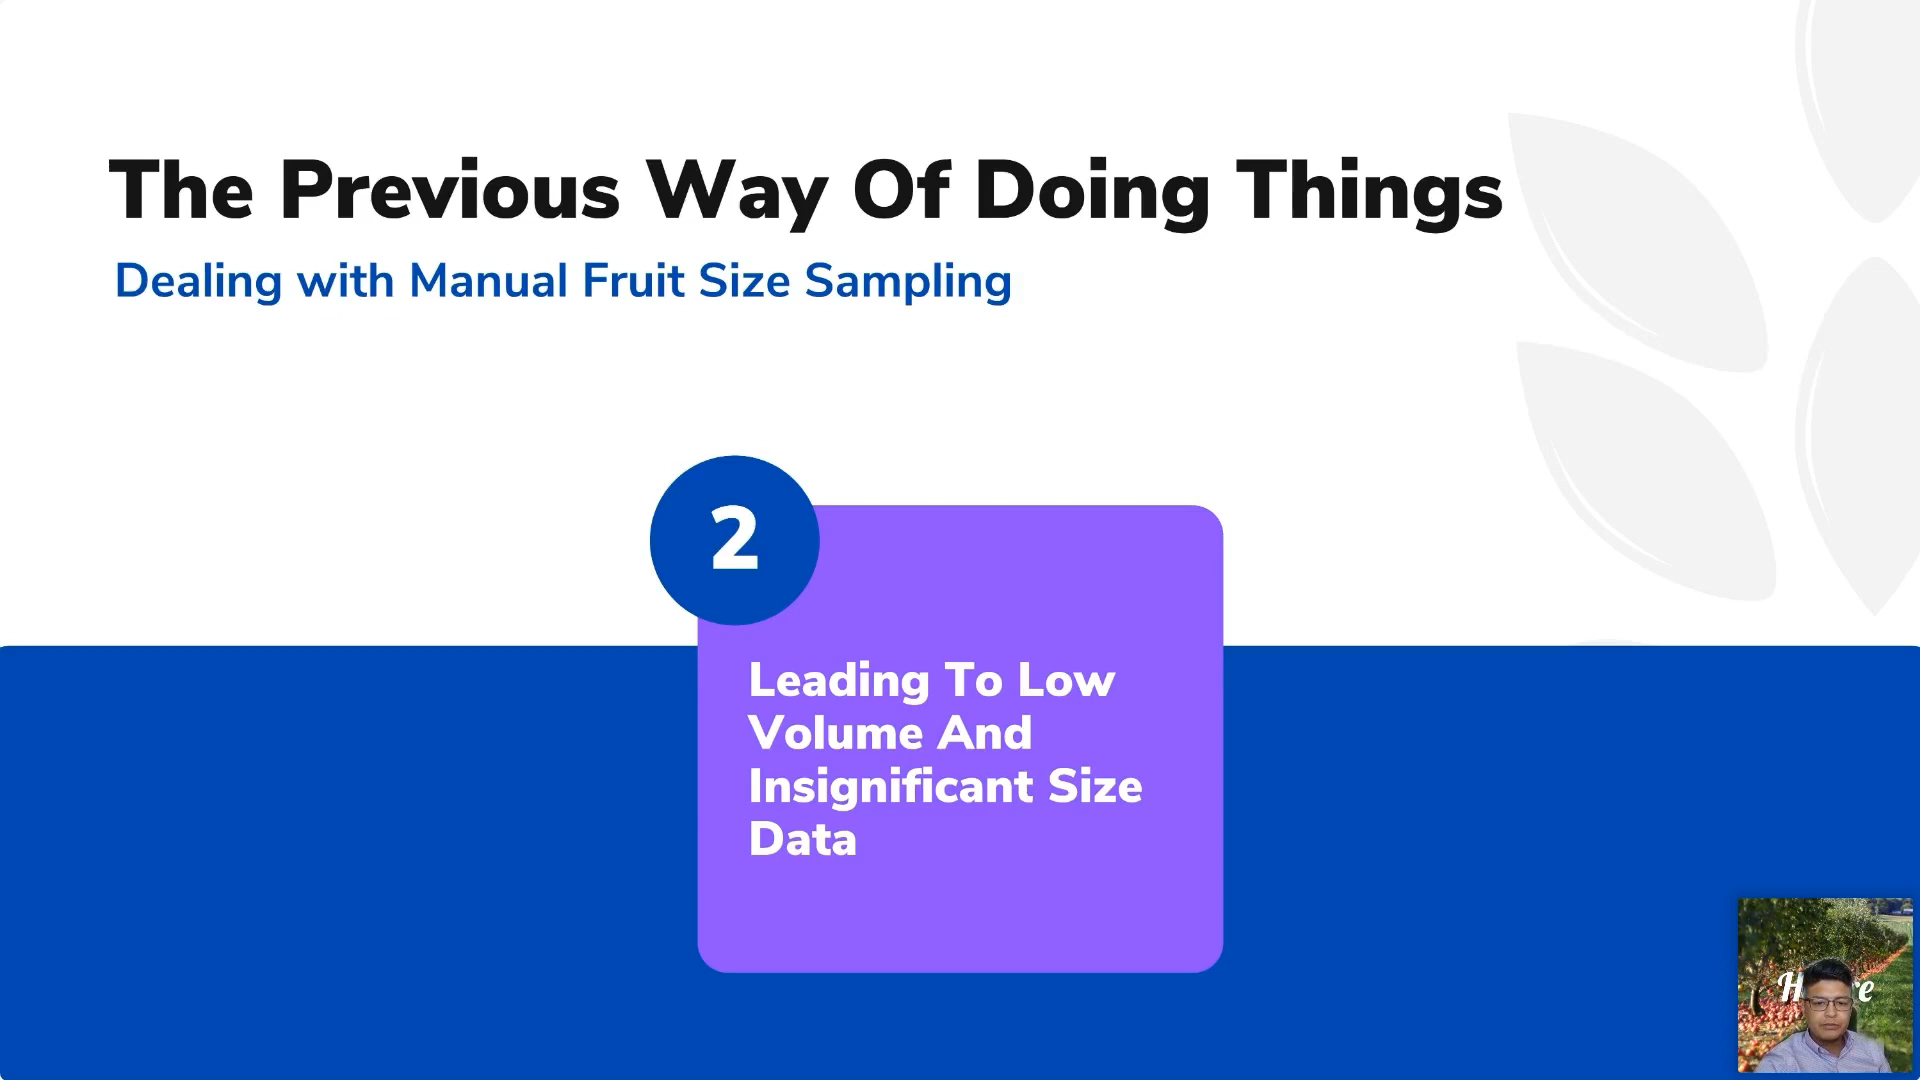 The Previous Way Of Doing Things
Dealing with Manual Fruit Size Sampling
2
Leading To Low
Volume And
Insignificant Size
Data